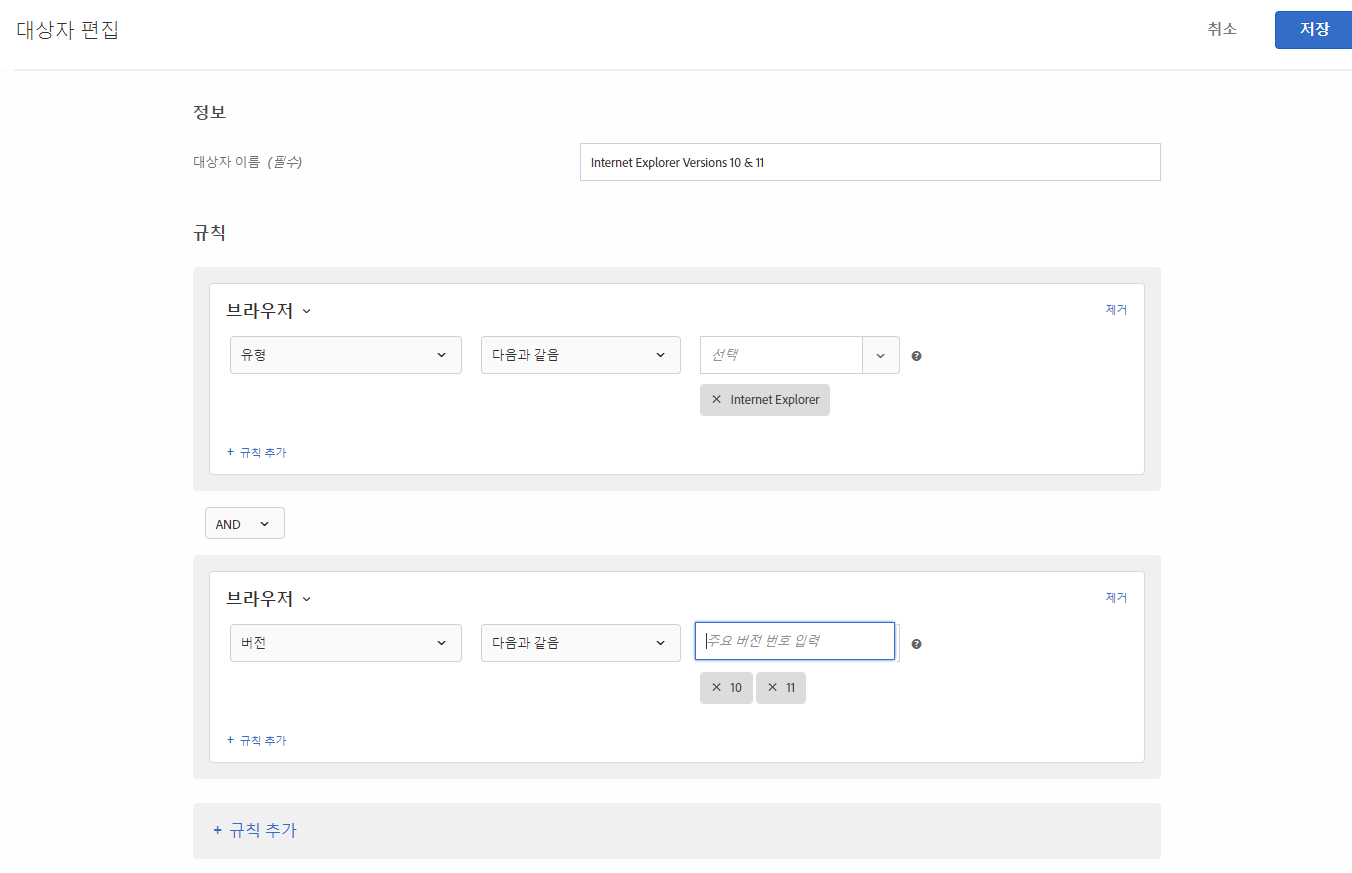 대상자 편집
취소
저장
정보
대상자 이름 (필수)
Internet Explorer Versions 10 & 11
규칙
브라우저
제거
유형
다음과 같음
선택
Internet Explorer
+ 규칙 추가
AND
브라우저
제거
버전
다음과 같음
주요 버전 번호 입력
10
11
+ 규칙 추가
+ 규칙 추가